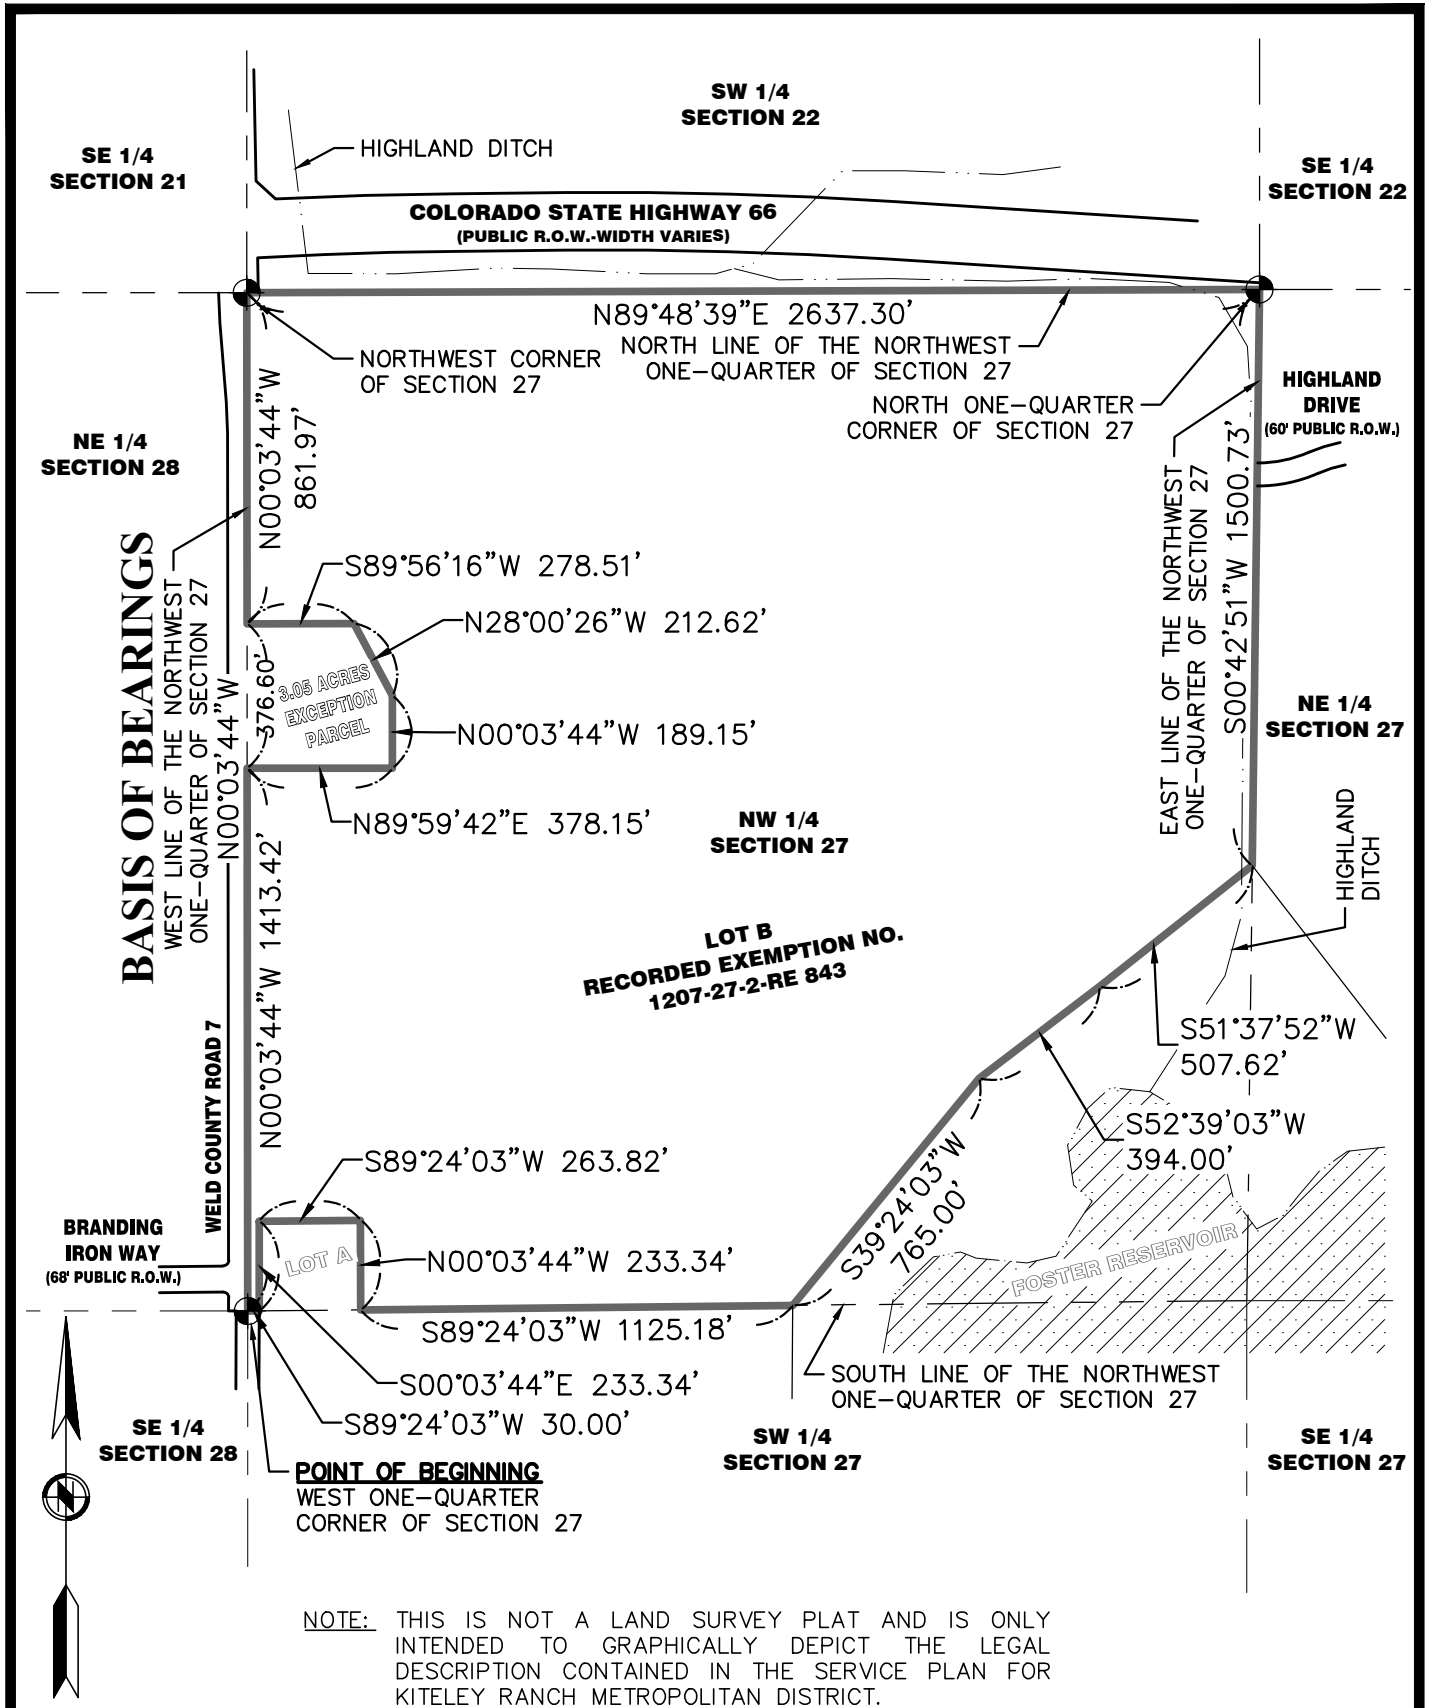 SW 1/4
SECTION 22
SE 1/4
SECTION 21
HIGHLAND DITCH
SE 1/4
SECTION 22
COLORADO STATE HIGHWAY 66
(PUBLIC R.O.W.-WIDTH VARIES)
N89°48'39"E 2637.30'
NORTHWEST CORNER
OF SECTION 27
NORTH LINE OF THE NORTHWEST
ONE-QUARTER OF SECTION 27
NORTH ONE-QUARTER
CORNER OF SECTION 27
HIGHLAND
DRIVE
(60' PUBLIC R.O.W.)
NE 1/4
SECTION 28
N00°03'44"W
861.97'
EAST LINE OF THE NORTHWEST
ONE-QUARTER OF SECTION 27
S00°42'51"W 1500.73'
BASIS OF BEARINGS
WEST LINE OF THE NORTHWEST
ONE-QUARTER OF SECTION 27
N00°03'44"W
376.60'
S89°56'16"W 278.51'
N28°00'26"W 212.62'
3.05 ACRES
EXCEPTION
PARCEL
N00°03'44"W 189.15'
N89°59'42"E 378.15'
NE 1/4
SECTION 27
NW 1/4
SECTION 27
HIGHLAND
DITCH
N00°03'44"W 1413.42'
LOT B
RECORDED EXEMPTION NO.
1207-27-2-RE 843
S51°37'52"W
507.62'
S52°39'03"W
394.00'
S39°24'03"W
765.00'
WELD COUNTY ROAD 7
S89°24'03"W 263.82'
BRANDING
IRON WAY
(68' PUBLIC R.O.W.)
LOT A
N00°03'44"W 233.34'
FOSTER RESERVOIR
S89°24'03"W 1125.18'
S00°03'44"E 233.34'
S89°24'03"W 30.00'
SOUTH LINE OF THE NORTHWEST
ONE-QUARTER OF SECTION 27
SE 1/4
SECTION 28
SW 1/4
SECTION 27
SE 1/4
SECTION 27
POINT OF BEGINNING
WEST ONE-QUARTER
CORNER OF SECTION 27
N
NOTE: THIS IS NOT A LAND SURVEY PLAT AND IS ONLY
INTENDED TO GRAPHICALLY DEPICT THE LEGAL
DESCRIPTION CONTAINED IN THE SERVICE PLAN FOR
KITELEY RANCH METROPOLITAN DISTRICT.